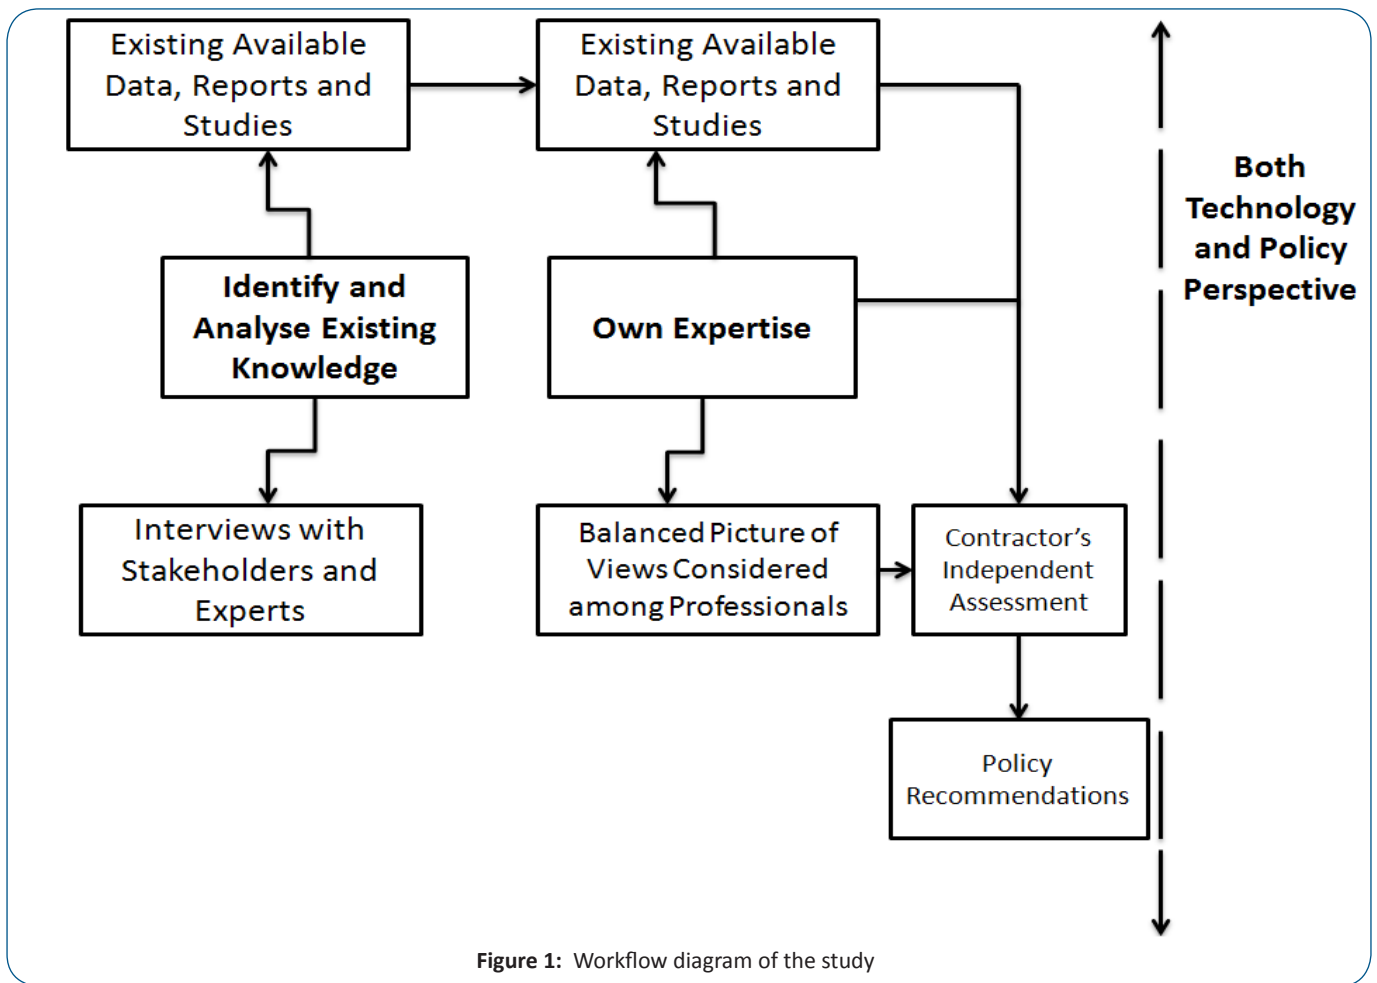 Existing Available
Data, Reports and
Studies
Existing Available
Data, Reports and
Studies
Both
Technology
and Policy
Perspective
Identify and
Analyse Existing
Knowledge
Own Expertise
Interviews with
Stakeholders and
Experts
Balanced Picture of
Views Considered
among Professionals
Contractor’s
Independent
Assessment
Policy
Recommendations
Figure 1: Workflow diagram of the study